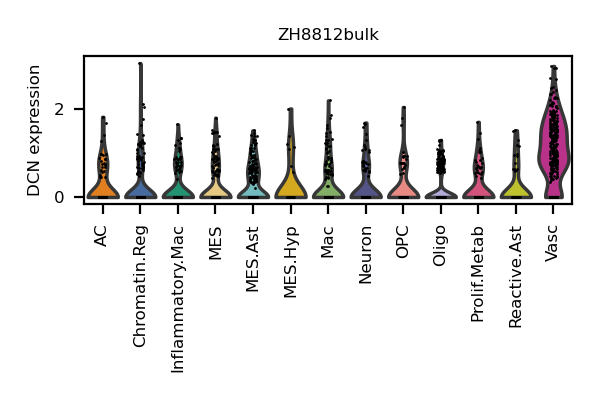 ZH8812bulk
DCN expression
2
0
AC
Chromatin.Reg
Inflammatory.Mac
MES
MES.Ast
MES.Hyp
Mac
Neuron
OPC
Oligo
Prolif.Metab
Reactive.Ast
Vasc